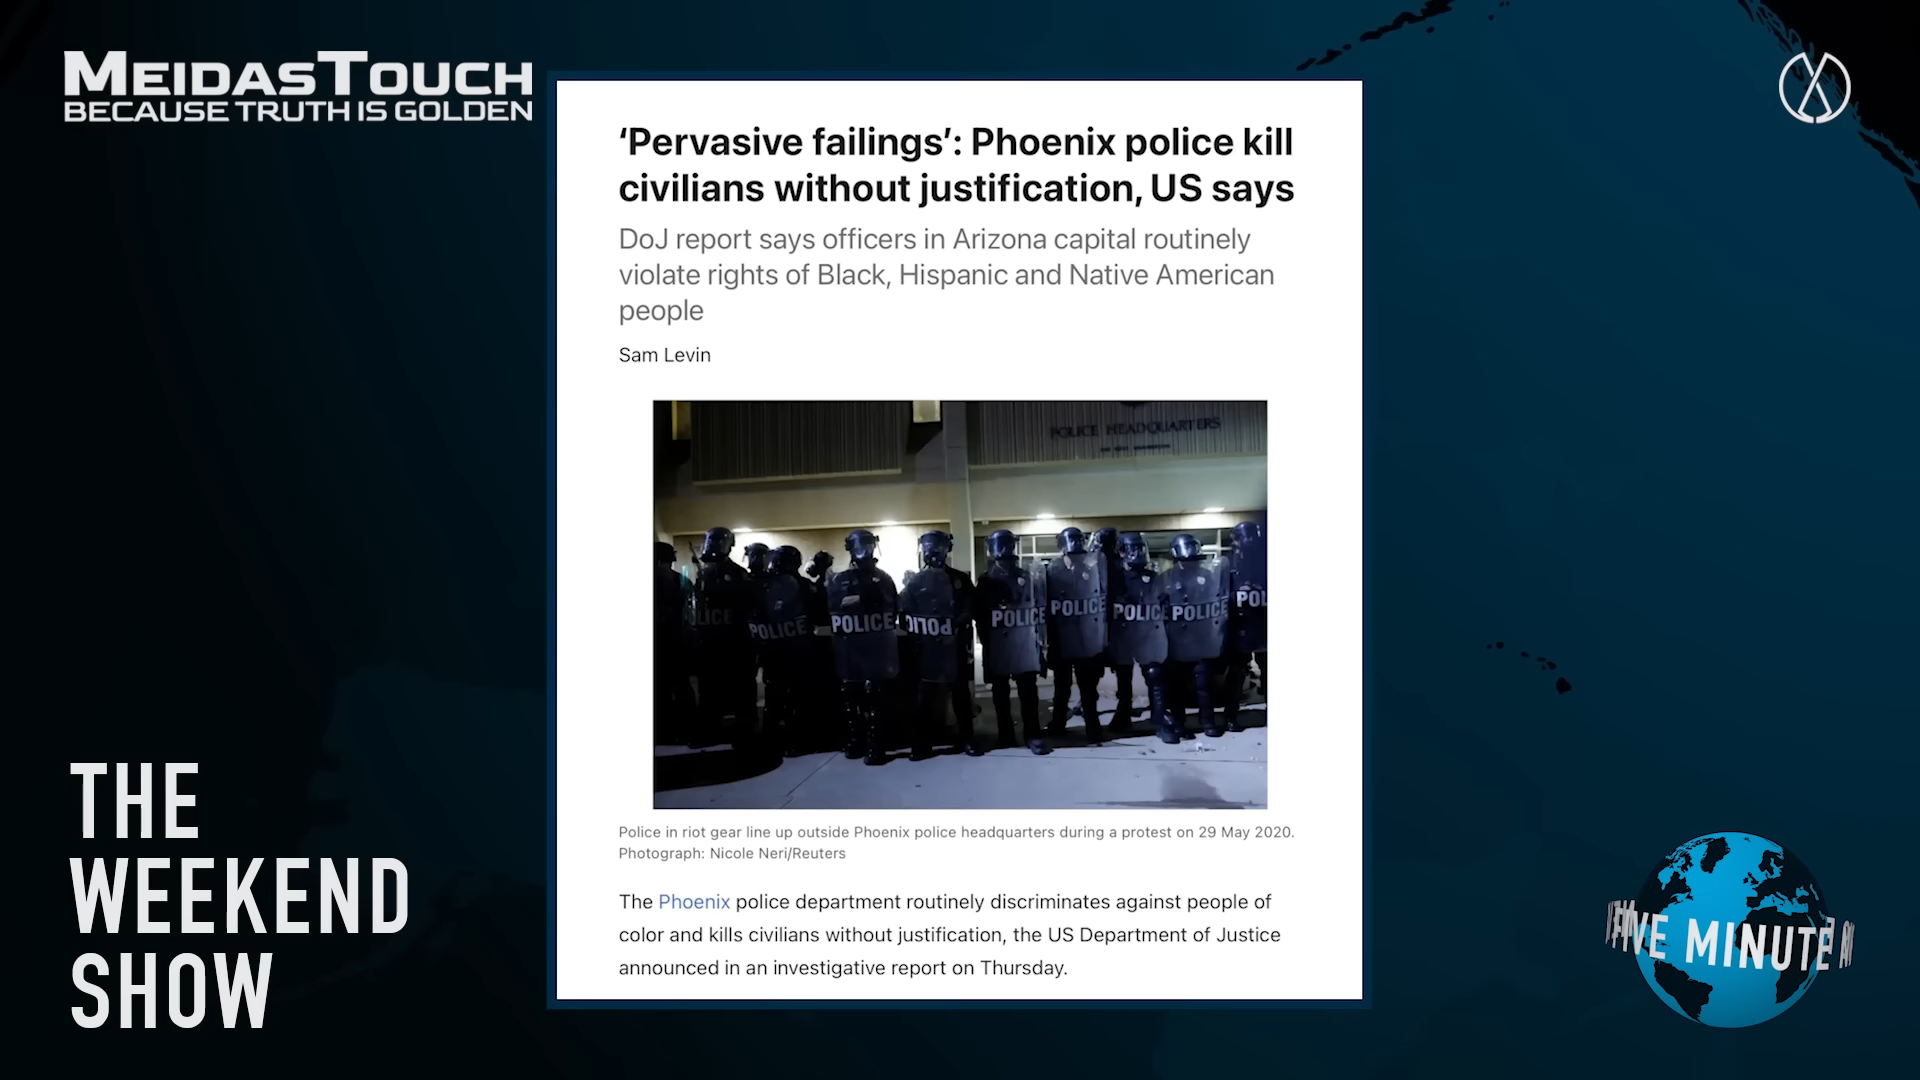 MEIDASTOUCH
BECAUSE TRUTH IS GOLDEN
‘Pervasive failings’: Phoenix police kill
civilians without justification, US says
DoJ report says officers in Arizona capital routinely
violate rights of Black, Hispanic and Native American
people
Sam Levin
POLICE HEADQUARTERS
POLICE
POLICE
POLICE
POLICE
POLICE
POLICE
POLICE
POL
Police in riot gear line up outside Phoenix police headquarters during a protest on 29 May 2020.
Photograph: Nicole Neri/Reuters
The Phoenix police department routinely discriminates against people of
color and kills civilians without justification, the US Department of Justice
announced in an investigative report on Thursday.
THE
WEEKEND
SHOW
FIVE MINUTE